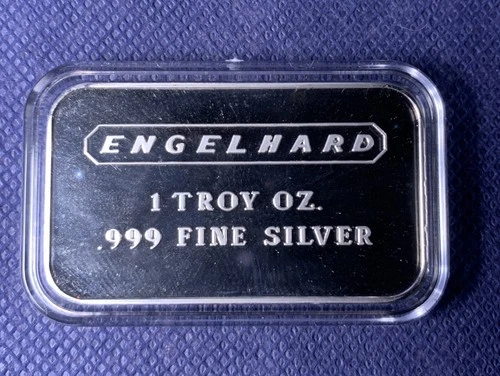 ENGELHARD
1 TROY OZ.
.999 FINE SILVER